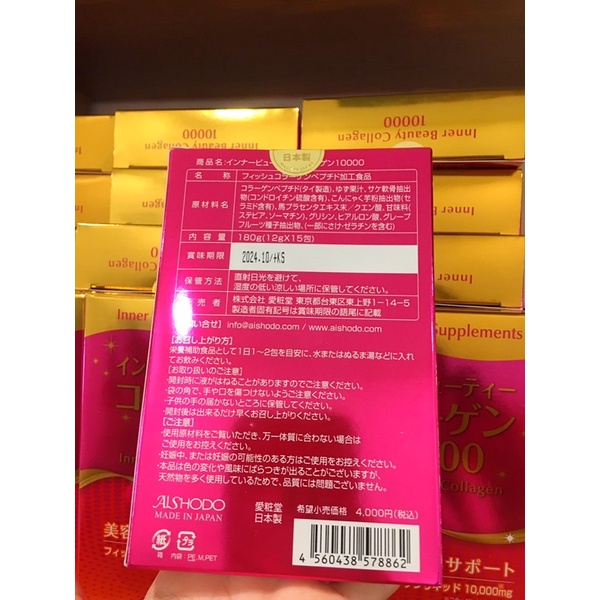 Inner Beauty Collagen
10000
Inner Beauty Collagen
10000
日本製
商品名:インナービュー
ゲン10000
名称
フィッシュコラーゲンペプチド加工食品
原材料名
コラーゲンペプチド(タイ製造)、ゆず果汁、サケ軟骨抽出
物(コンドロイチン硫酸含有)、こんにゃく芋粉抽出物(セ
ラミド含有)、馬プラセンタエキス末／クエン酸、甘味料
(ステビア、ソーマチン)、グリシン、ヒアルロン酸、グレープ
フルーツ種子抽出物、(一部にさけ・ゼラチンを含む)
内容量
180g(12g×15包)
賞味期限
2024.10/+K5
保管方法
直射日光を避けて、
湿度の低い涼しい場所に保管してください。
売者
株式会社 愛粧堂 東京都台東区東上野1-14-5
製造者固有記号は賞味期限の語尾に記載
い合せ] info@aishodo.com / www.aishodo.com
【お召し上がり方】
栄養補助食品として1日1～2包を目安に、水またはぬるま湯などに入れ
てお飲みください。
【お取り扱いのご注意】
・開封時に液がはねることがありますのでご注意ください。
・袋の角で、手や口を傷つけないようご注意ください。
・子供の手の届かないところに保管してください。
・開封後は出来るだけ早くお召し上がりください。
【ご注意】
・使用原材料をご覧いただき、万一体質に合わない場合は
ご使用をお控えください。
・妊娠中、または妊娠の可能性のある方はご使用をお控えください。
・本品は色の変化や風味にばらつきが出ることがございますが、
天然物を多く使用しているためで、品質には問題ございません。
AISHODO
MADE IN JAPAN
愛粧堂
日本製
希望小売価格 4,000円(税込)
紙
箱
プラ
内袋:PE,M,PET
4 560438 578862
Inner
イン
コ
Inne
美容
フィッ
Supplements
ーティー
ゲン
00
Collagen
サポート
10,000mg